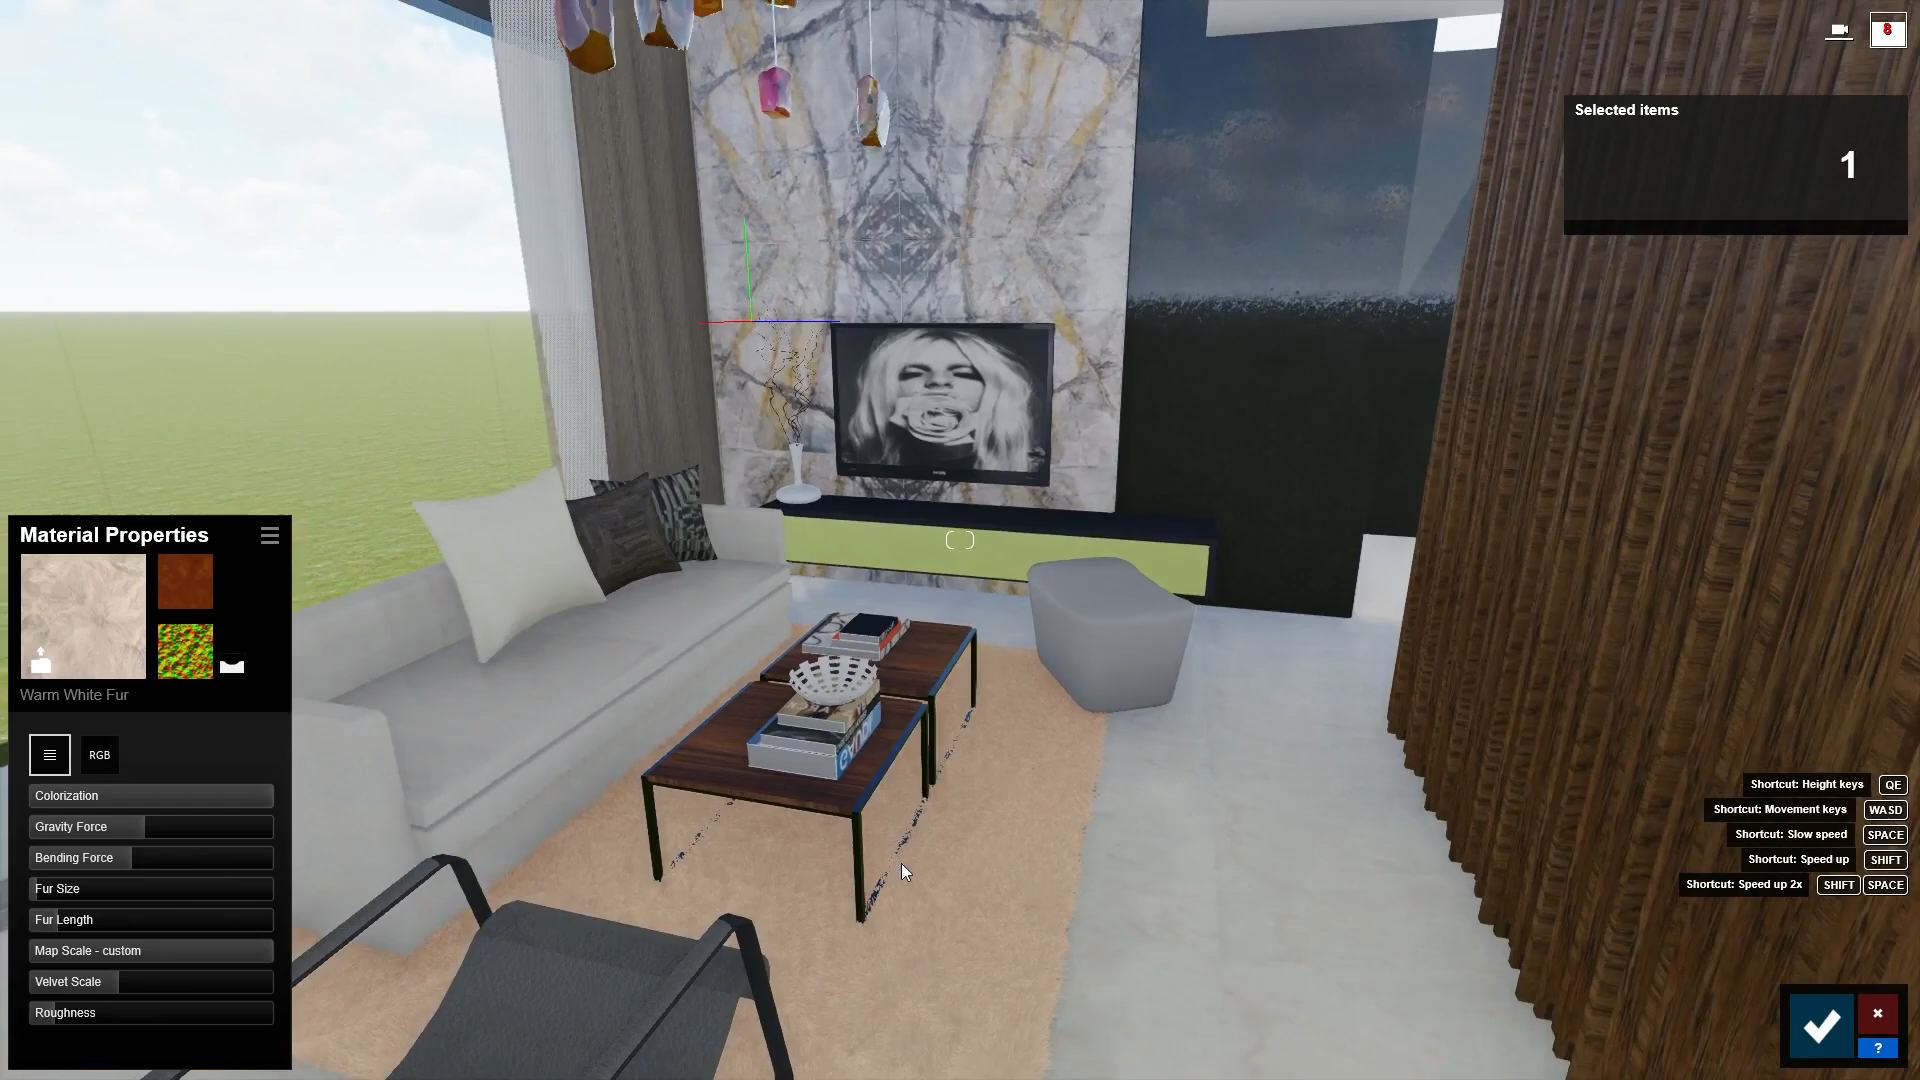 8
Selected items
1
Material Properties
Warm White Fur
RGB
Colorization
Gravity Force
Bending Force
Fur Size
Fur Length
Map Scale - custom
Velvet Scale
Roughness
Shortcut: Height keys QE
Shortcut: Movement keys WASD
Shortcut: Slow speed SPACE
Shortcut: Speed up SHIFT
Shortcut: Speed up 2x SHIFT SPACE
?